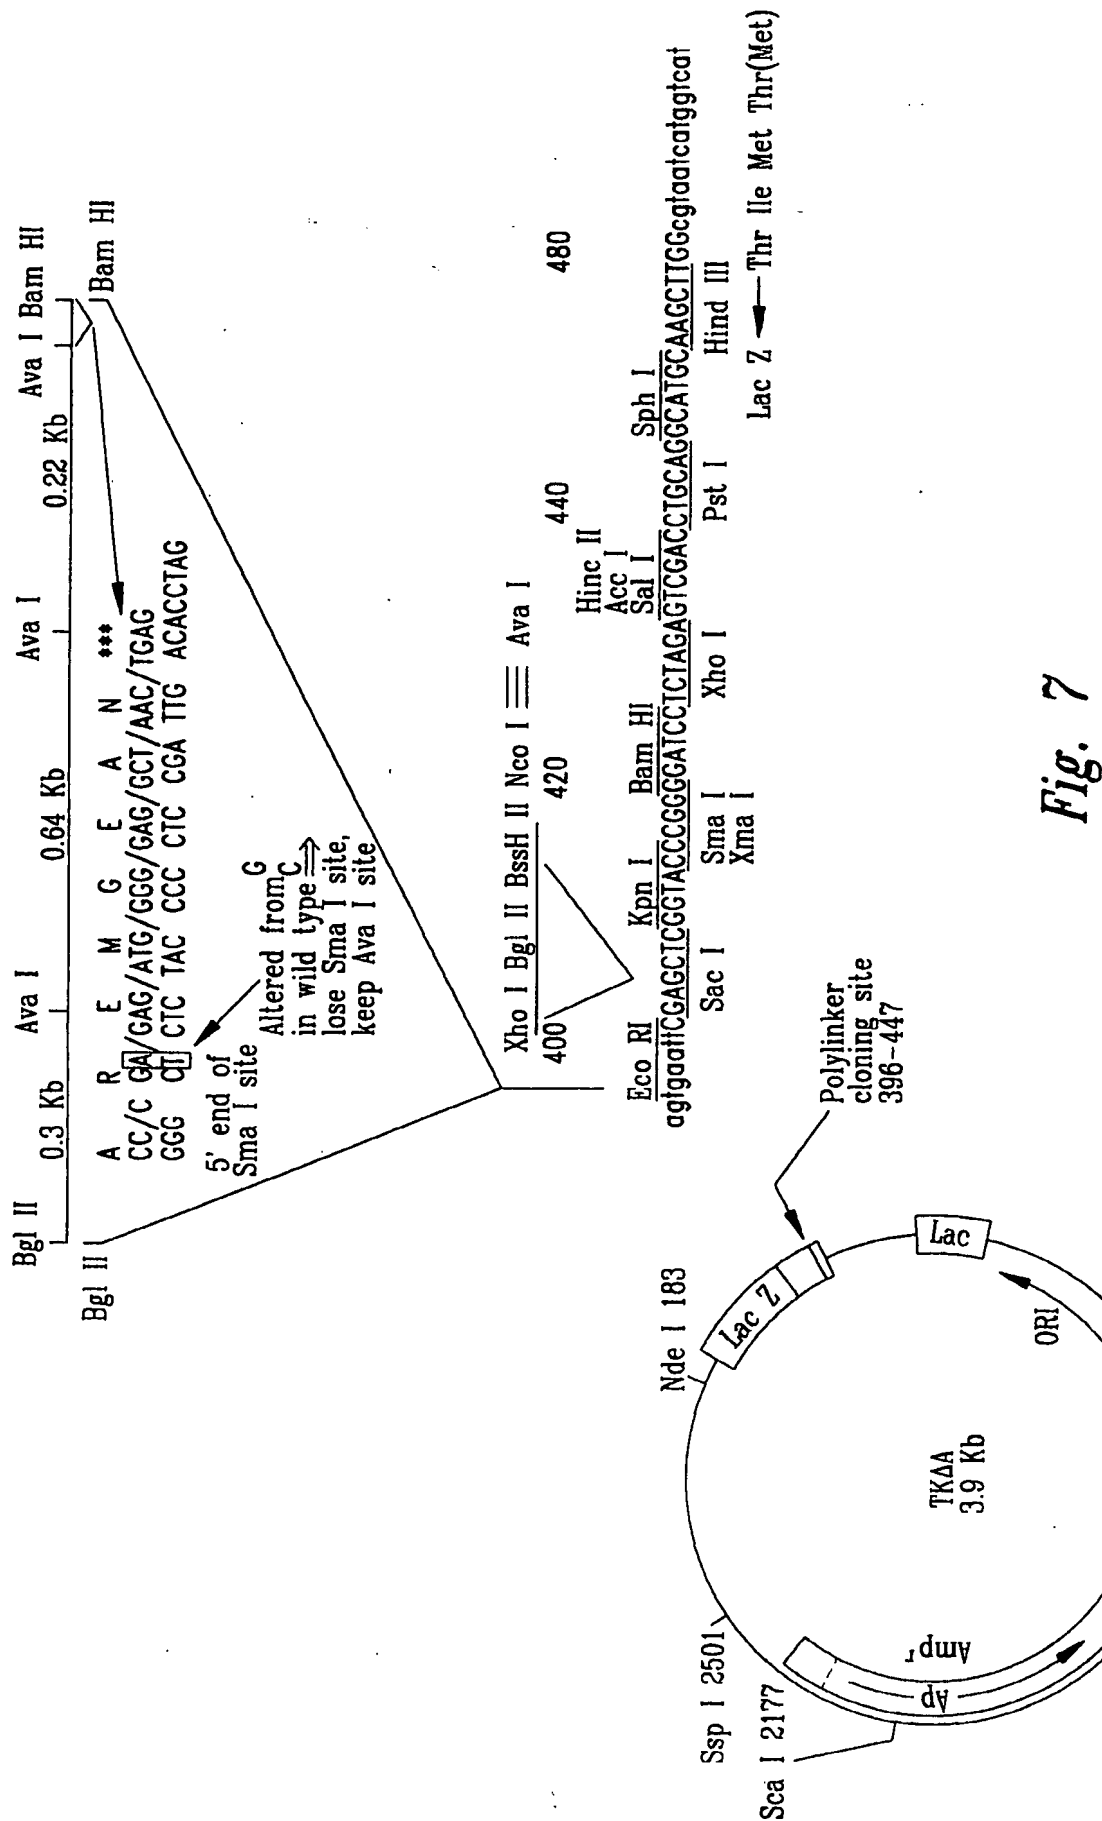 Bgl II Ava I Ava I Ava I Bam HI
0.3 Kb 0.64 Kb 0.22 Kb
Bgl II Bam HI
A R E M G E A N ***
CC/C GA/GAG/ATG/GGG/GAG/GCT/AAC/TGAG
GGG CT CTC TAC CCC CTC CGA TTG ACACCTAG
5' end of
Sma I site
Altered from G C
in wild type ⇒
lose Sma I site,
keep Ava I site
Xho I Bgl II BssH II Nco I ≡ Ava I
Hinc II
Acc I
400 420 440 480
Eco RI Kpn I Bam HI Sal I Sph I
agtgaattCGAGCTCGGTACCCGGGGATCCTCTAGAGTCGACCTGCAGGCATGCAAGCTTGGcgtaatcatggtcat
Sac I Sma I Xho I Pst I Hind III
Xma I
Lac Z ← Thr Ile Met Thr(Met)
Polylinker
cloning site
396-447
Nde I 183
Lac Z
Lac
ORI
TKΔA
3.9 Kb
Ssp I 2501
Sca I 2177
Ap
Amp r
Fig. 7